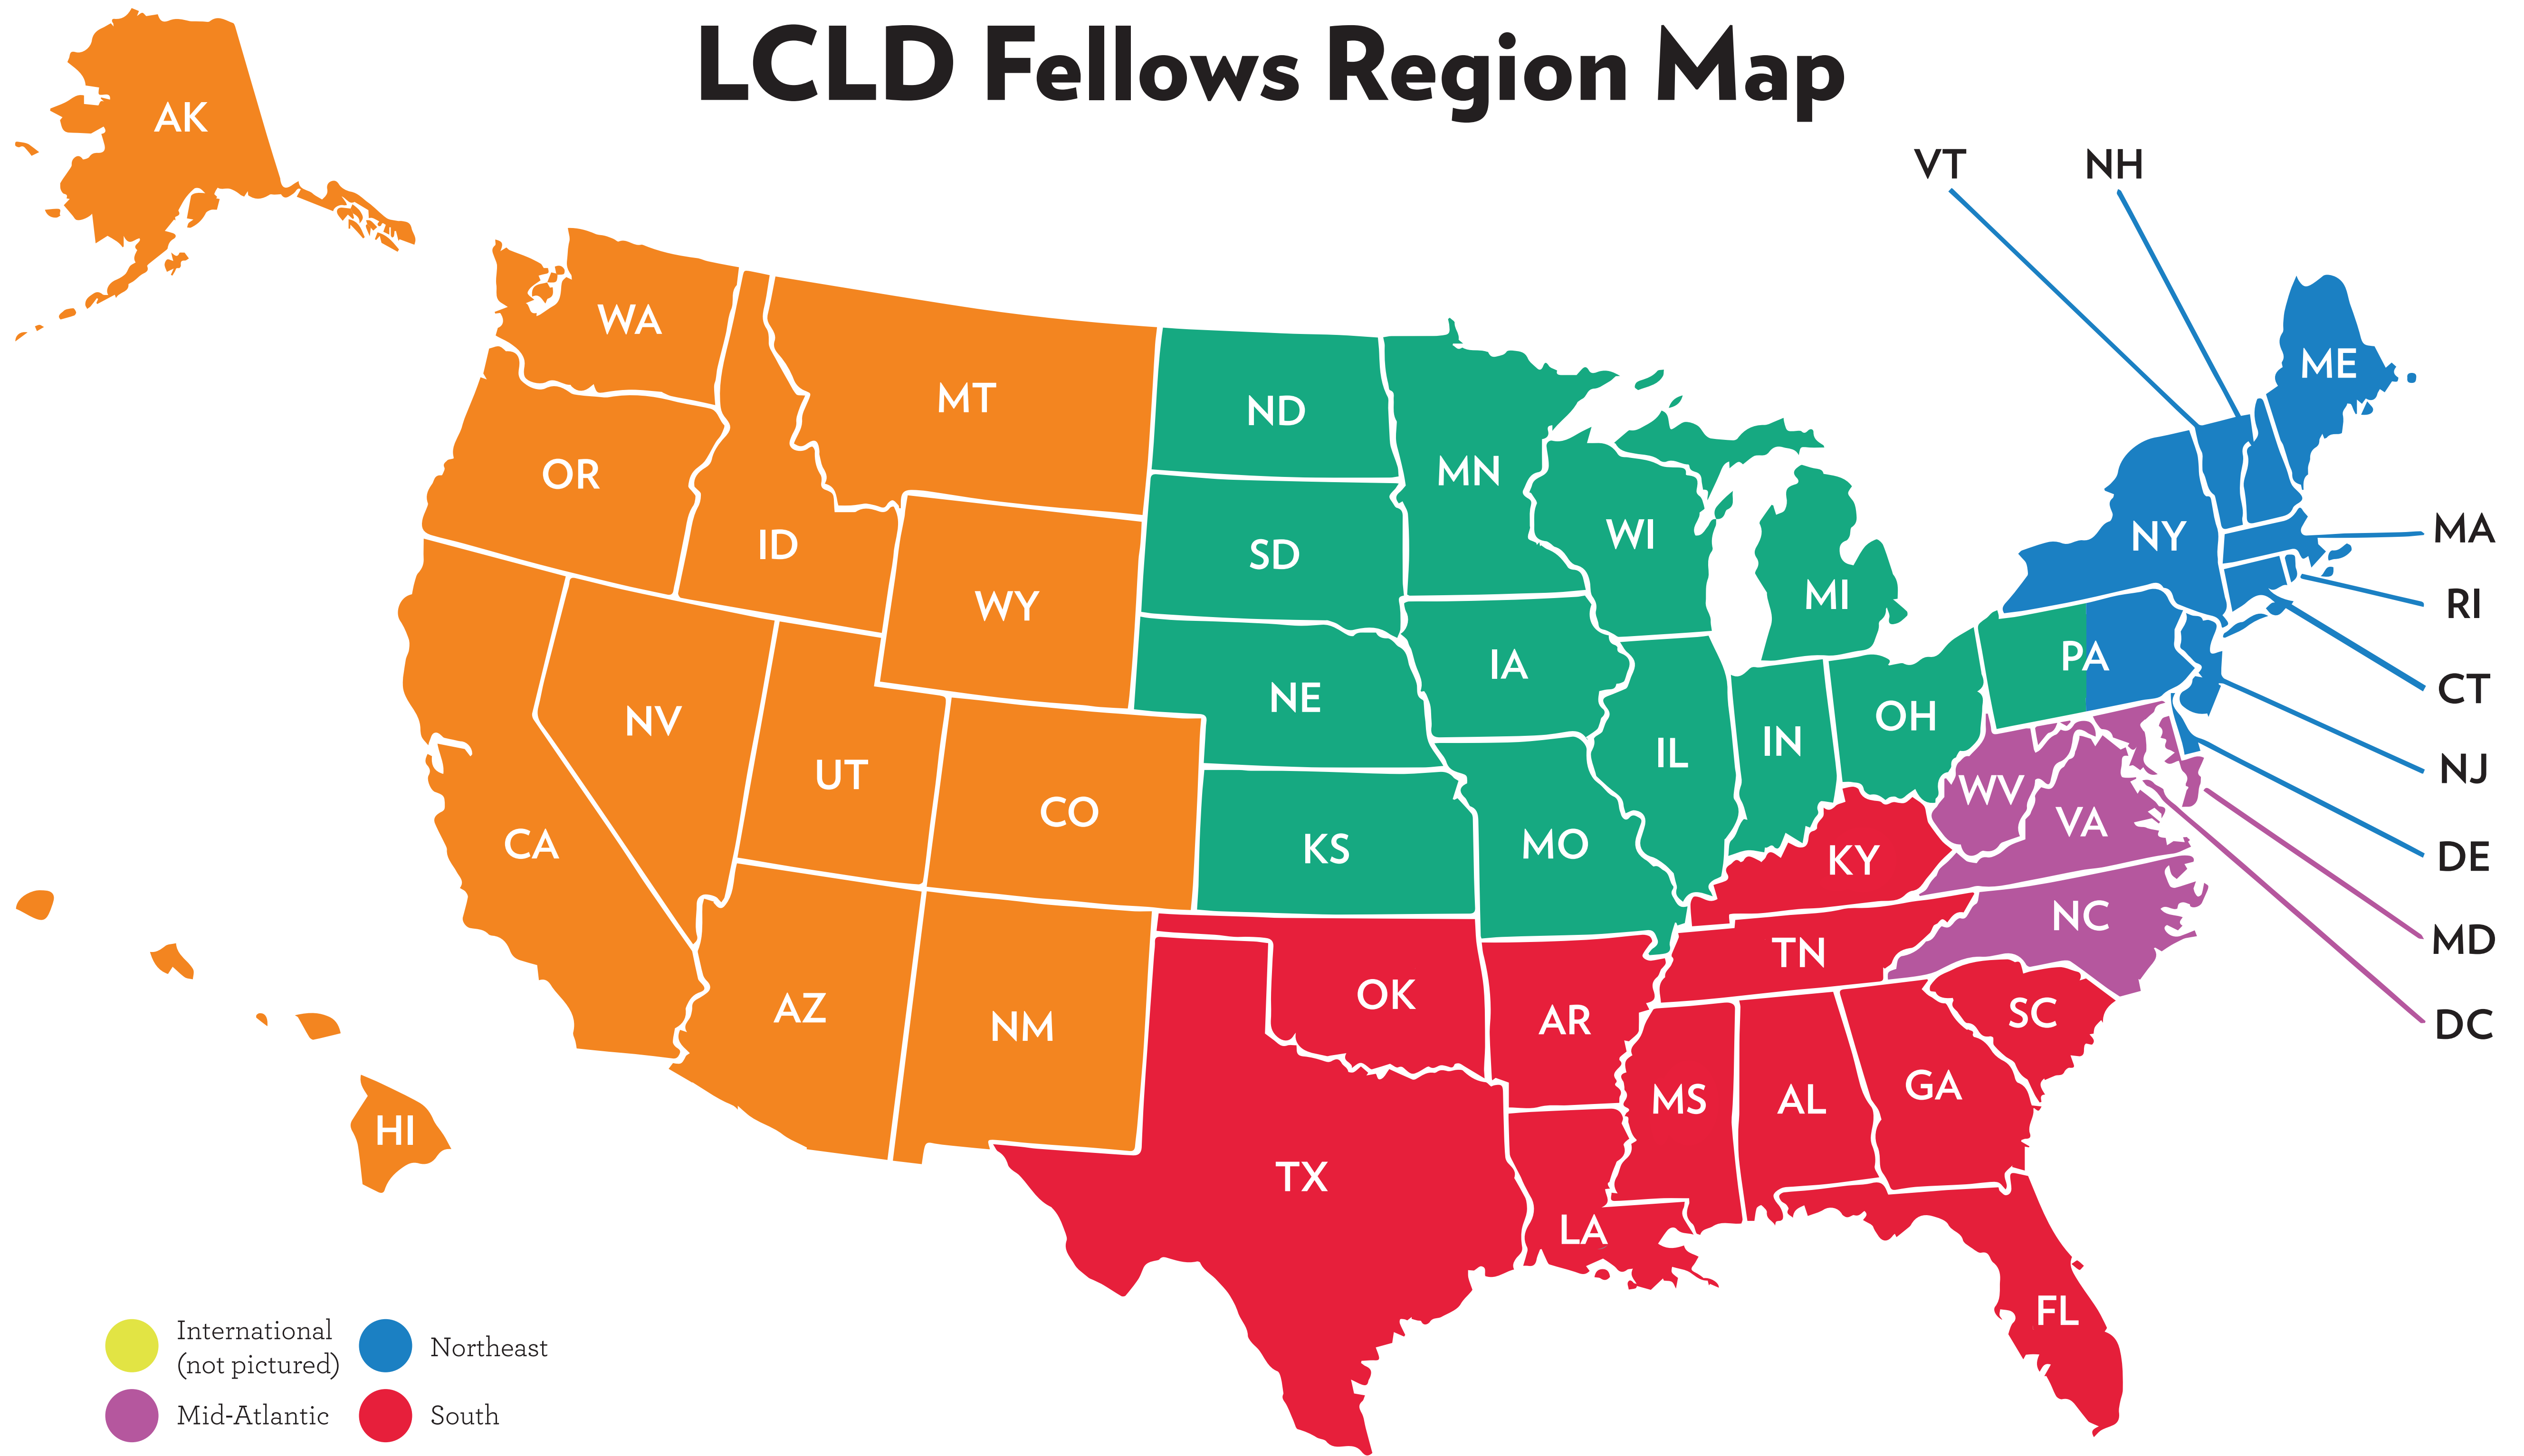 LCLD Fellows Region Map
AK
VT
NH
WA
ME
MT
ND
OR
MN
NY
MA
WI
ID
SD
MI
WY
RI
PA
IA
CT
NE
NV
OH
IN
IL
NJ
UT
CO
WV
VA
CA
KS
MO
KY
DE
NC
MD
TN
OK
AZ
AR
SC
NM
DC
GA
MS
AL
HI
TX
LA
FL
International
(not pictured)
Northeast
Mid-Atlantic
South